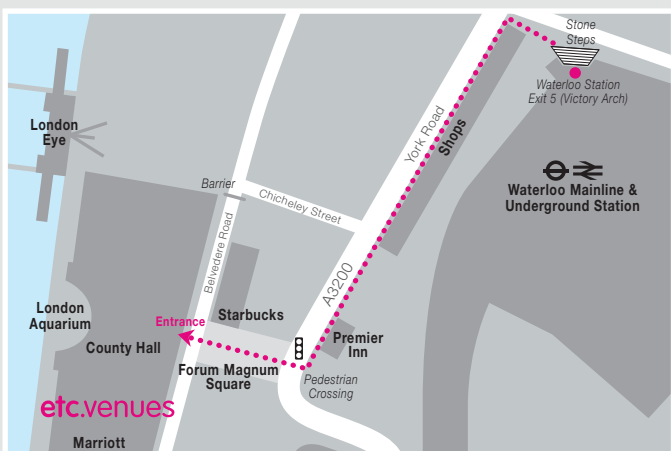 Stone
Steps
Waterloo Station
Exit 5 (Victory Arch)
York Road
Shops
London
Eye
Waterloo Mainline &
Underground Station
Barrier
Chicheley Street
Belvedere Road
A3200
London
Aquarium
Starbucks
Entrance
County Hall
Premier
Inn
Forum Magnum
Square
Pedestrian
Crossing
etc.venues
Marriott